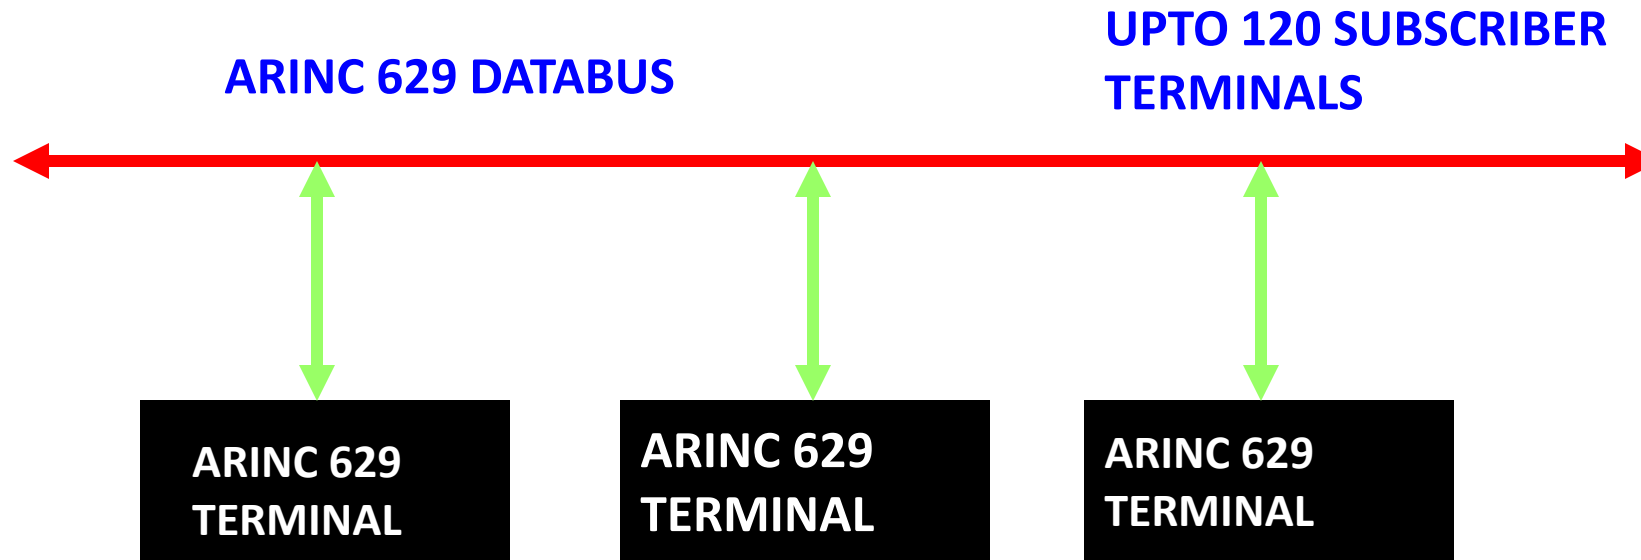 ARINC 629 DATABUS
UPTO 120 SUBSCRIBER
TERMINALS
ARINC 629
TERMINAL
ARINC 629
TERMINAL
ARINC 629
TERMINAL